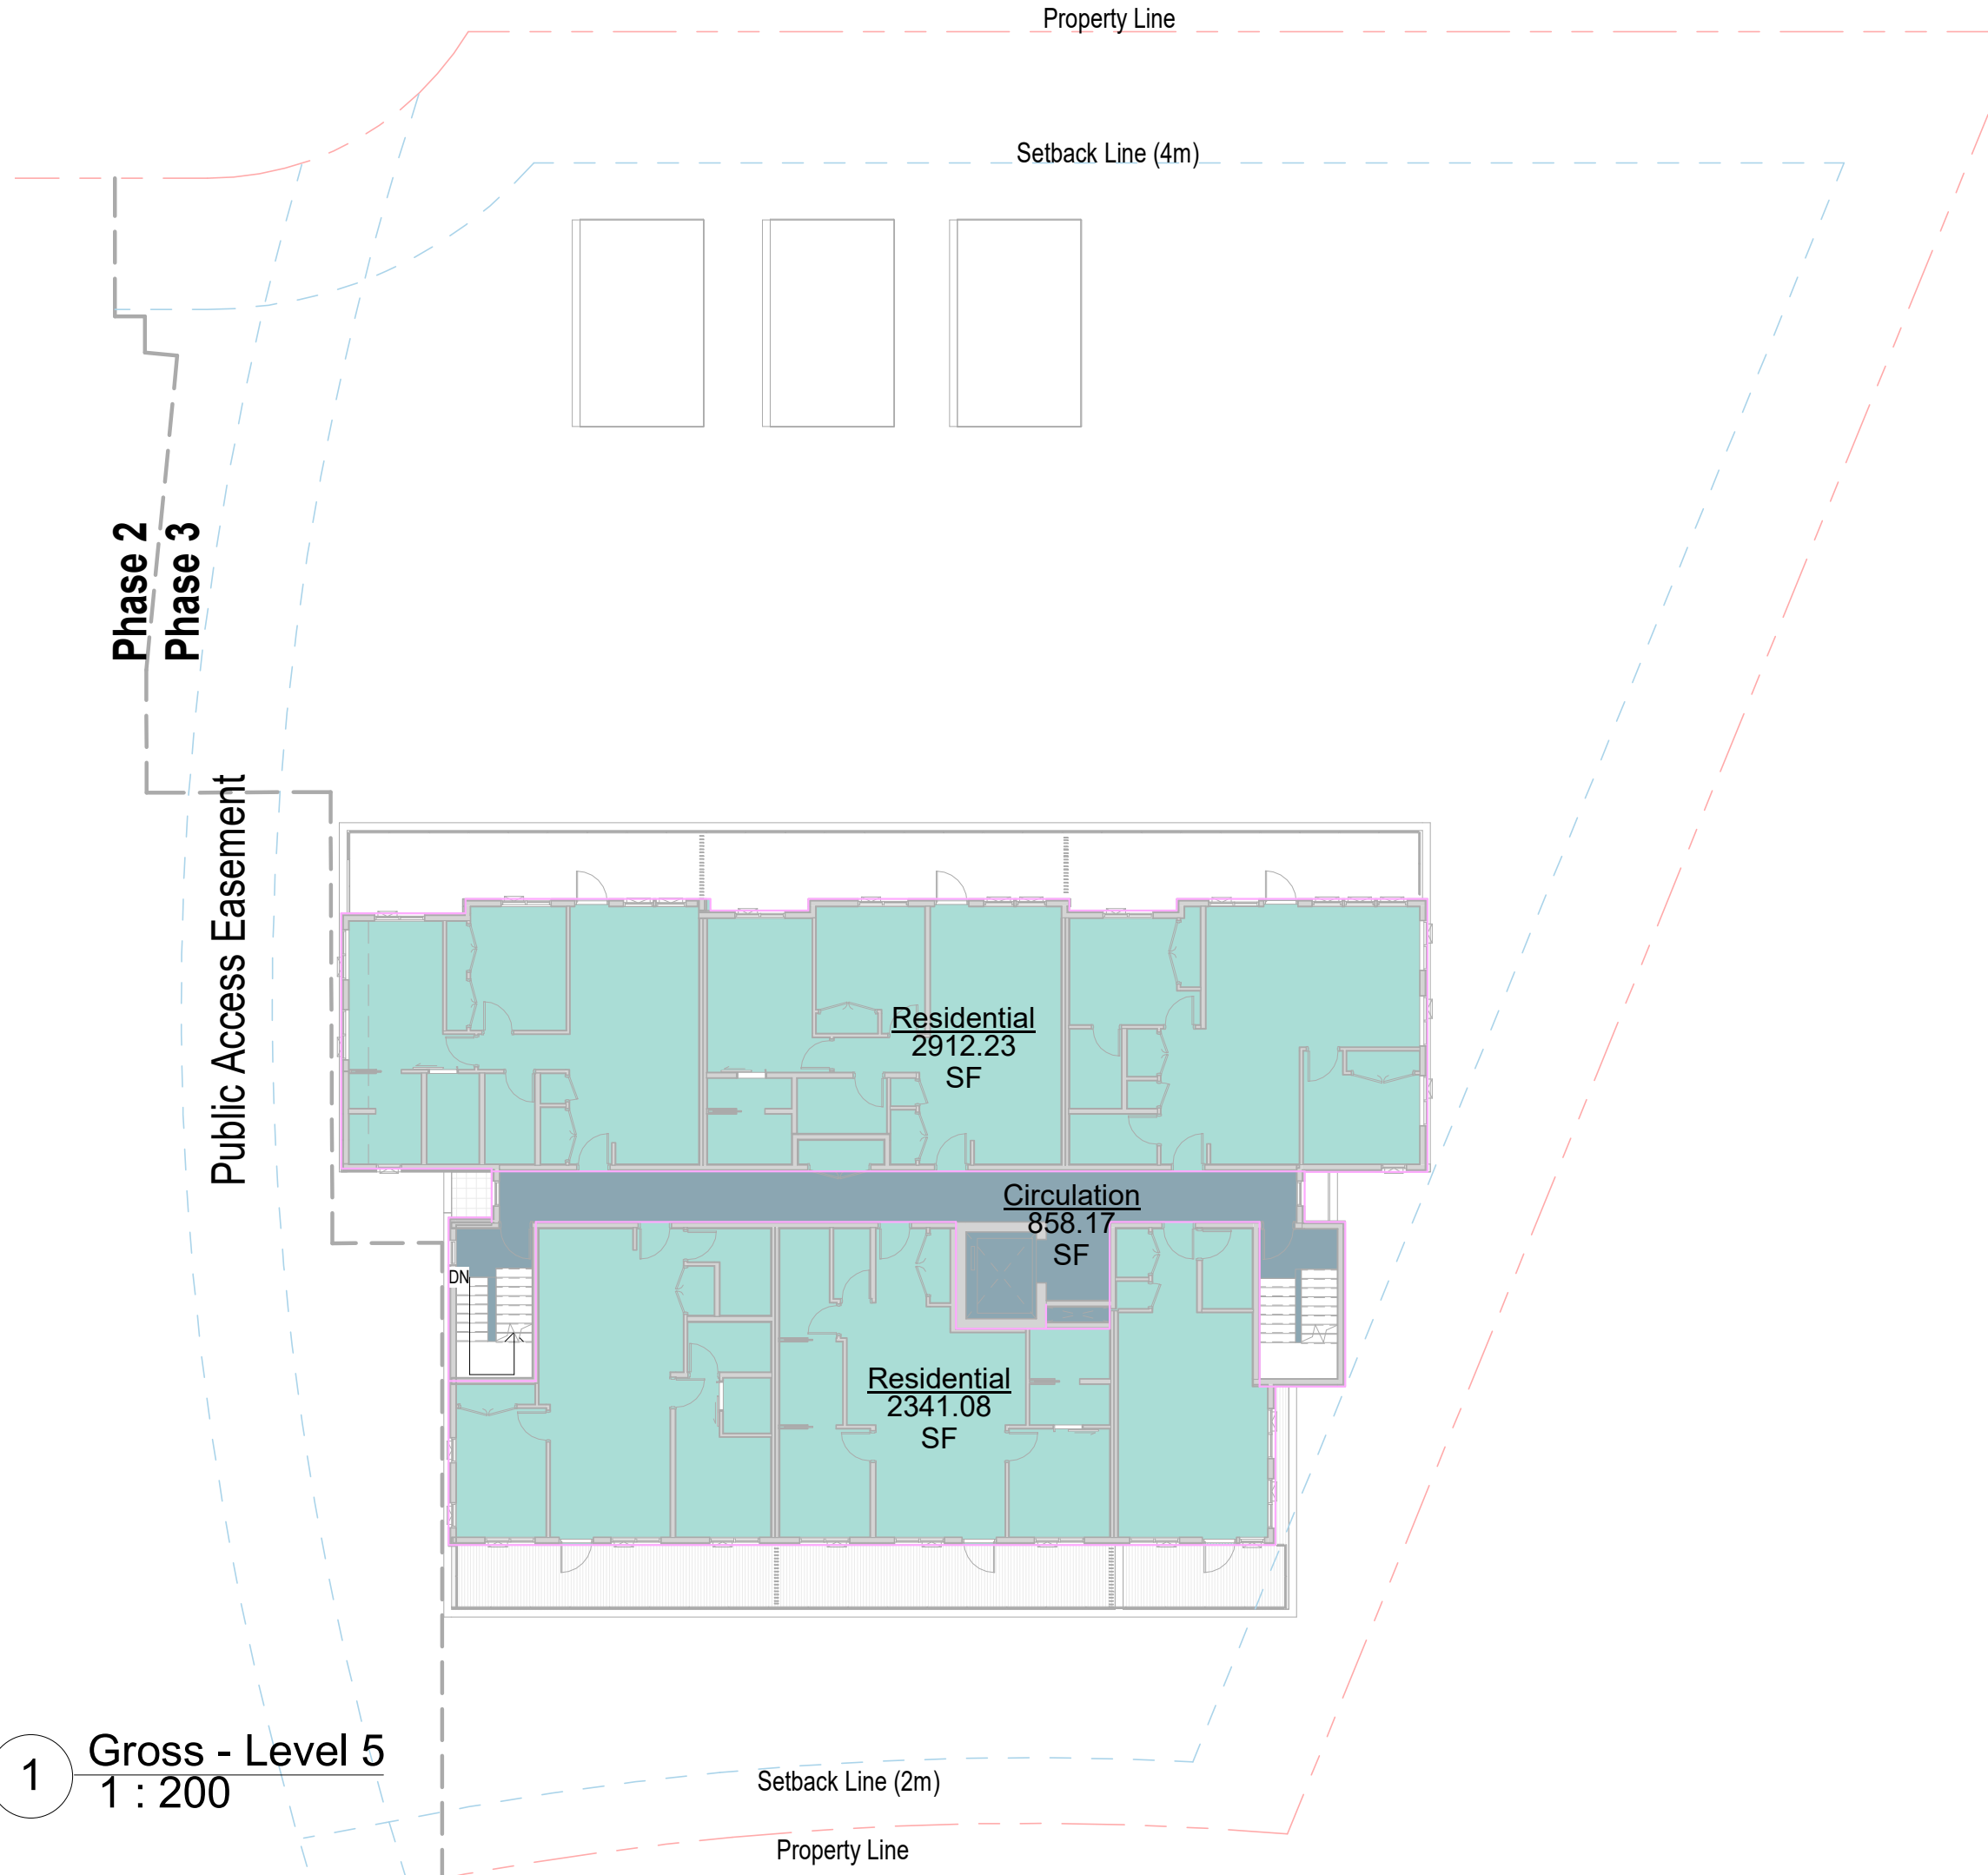 Property Line
Setback Line (4m)
Phase 2
Phase 3
Public Access Easement
Residential
2912.23
SF
Circulation
858.17
SF
DN
Residential
2341.08
SF
1
Gross - Level 5
1 : 200
Setback Line (2m)
Property Line